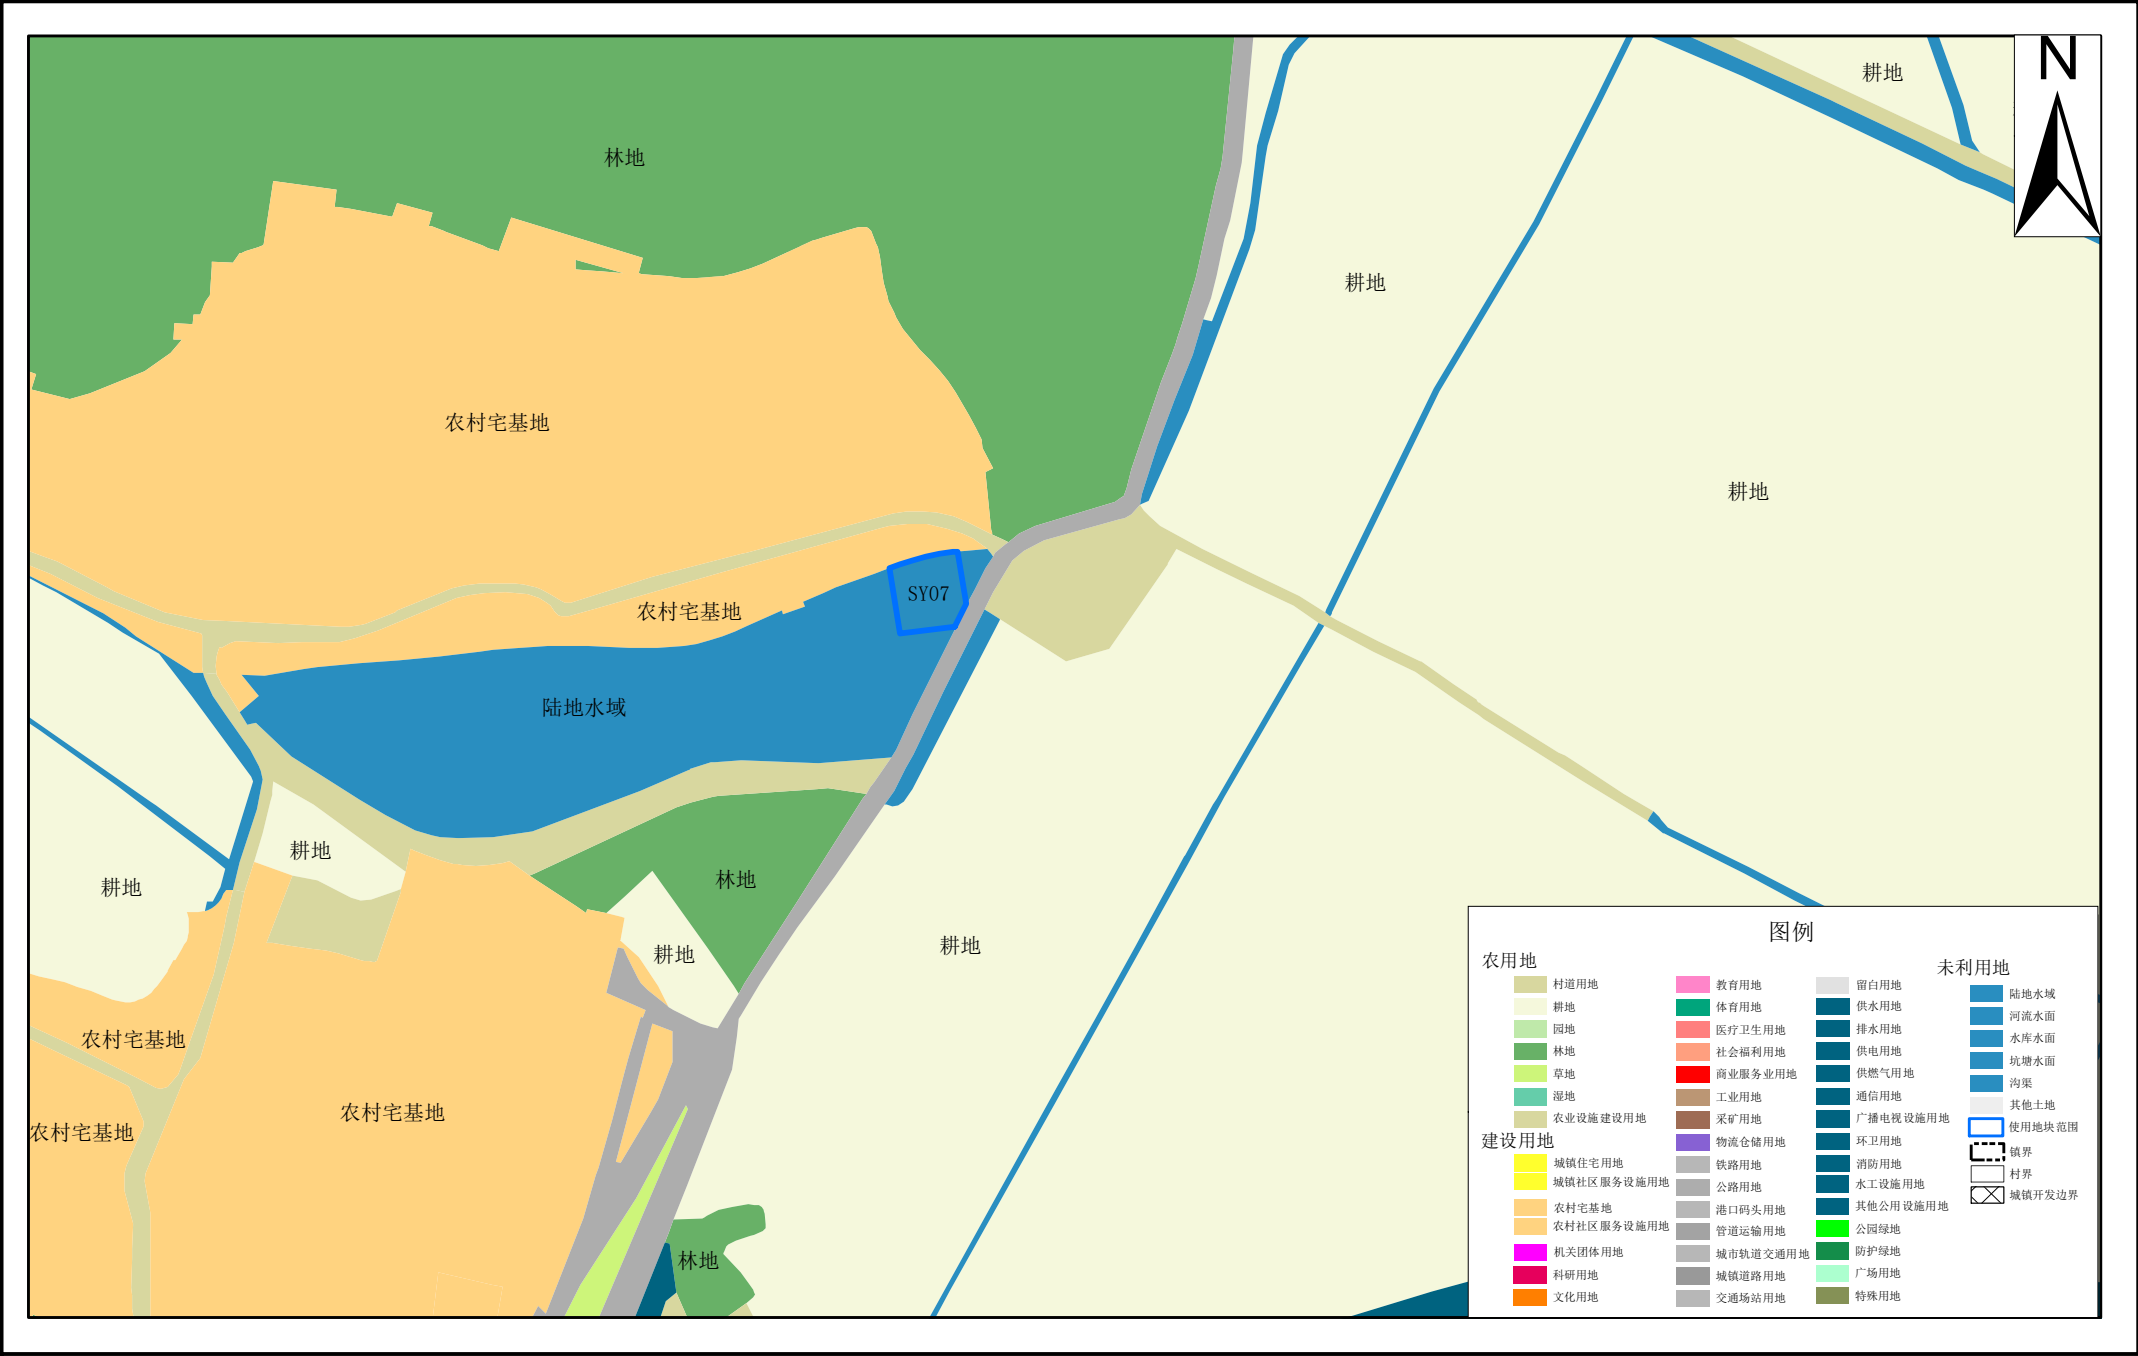 N
耕地
林地
耕地
农村宅基地
耕地
SY07
农村宅基地
陆地水域
耕地
林地
耕地
耕地
耕地
农村宅基地
农村宅基地
农村宅基地
林地
图例
农用地
村道用地
耕地
园地
林地
草地
湿地
农业设施建设用地
建设用地
城镇住宅用地
城镇社区服务设施用地
农村宅基地
农村社区服务设施用地
机关团体用地
科研用地
文化用地
教育用地
体育用地
医疗卫生用地
社会福利用地
商业服务业用地
工业用地
采矿用地
物流仓储用地
铁路用地
公路用地
港口码头用地
管道运输用地
城市轨道交通用地
城镇道路用地
交通场站用地
留白用地
供水用地
排水用地
供电用地
供燃气用地
通信用地
广播电视设施用地
环卫用地
消防用地
水工设施用地
其他公用设施用地
公园绿地
防护绿地
广场用地
特殊用地
未利用地
陆地水域
河流水面
水库水面
坑塘水面
沟渠
其他土地
使用地块范围
镇界
村界
城镇开发边界